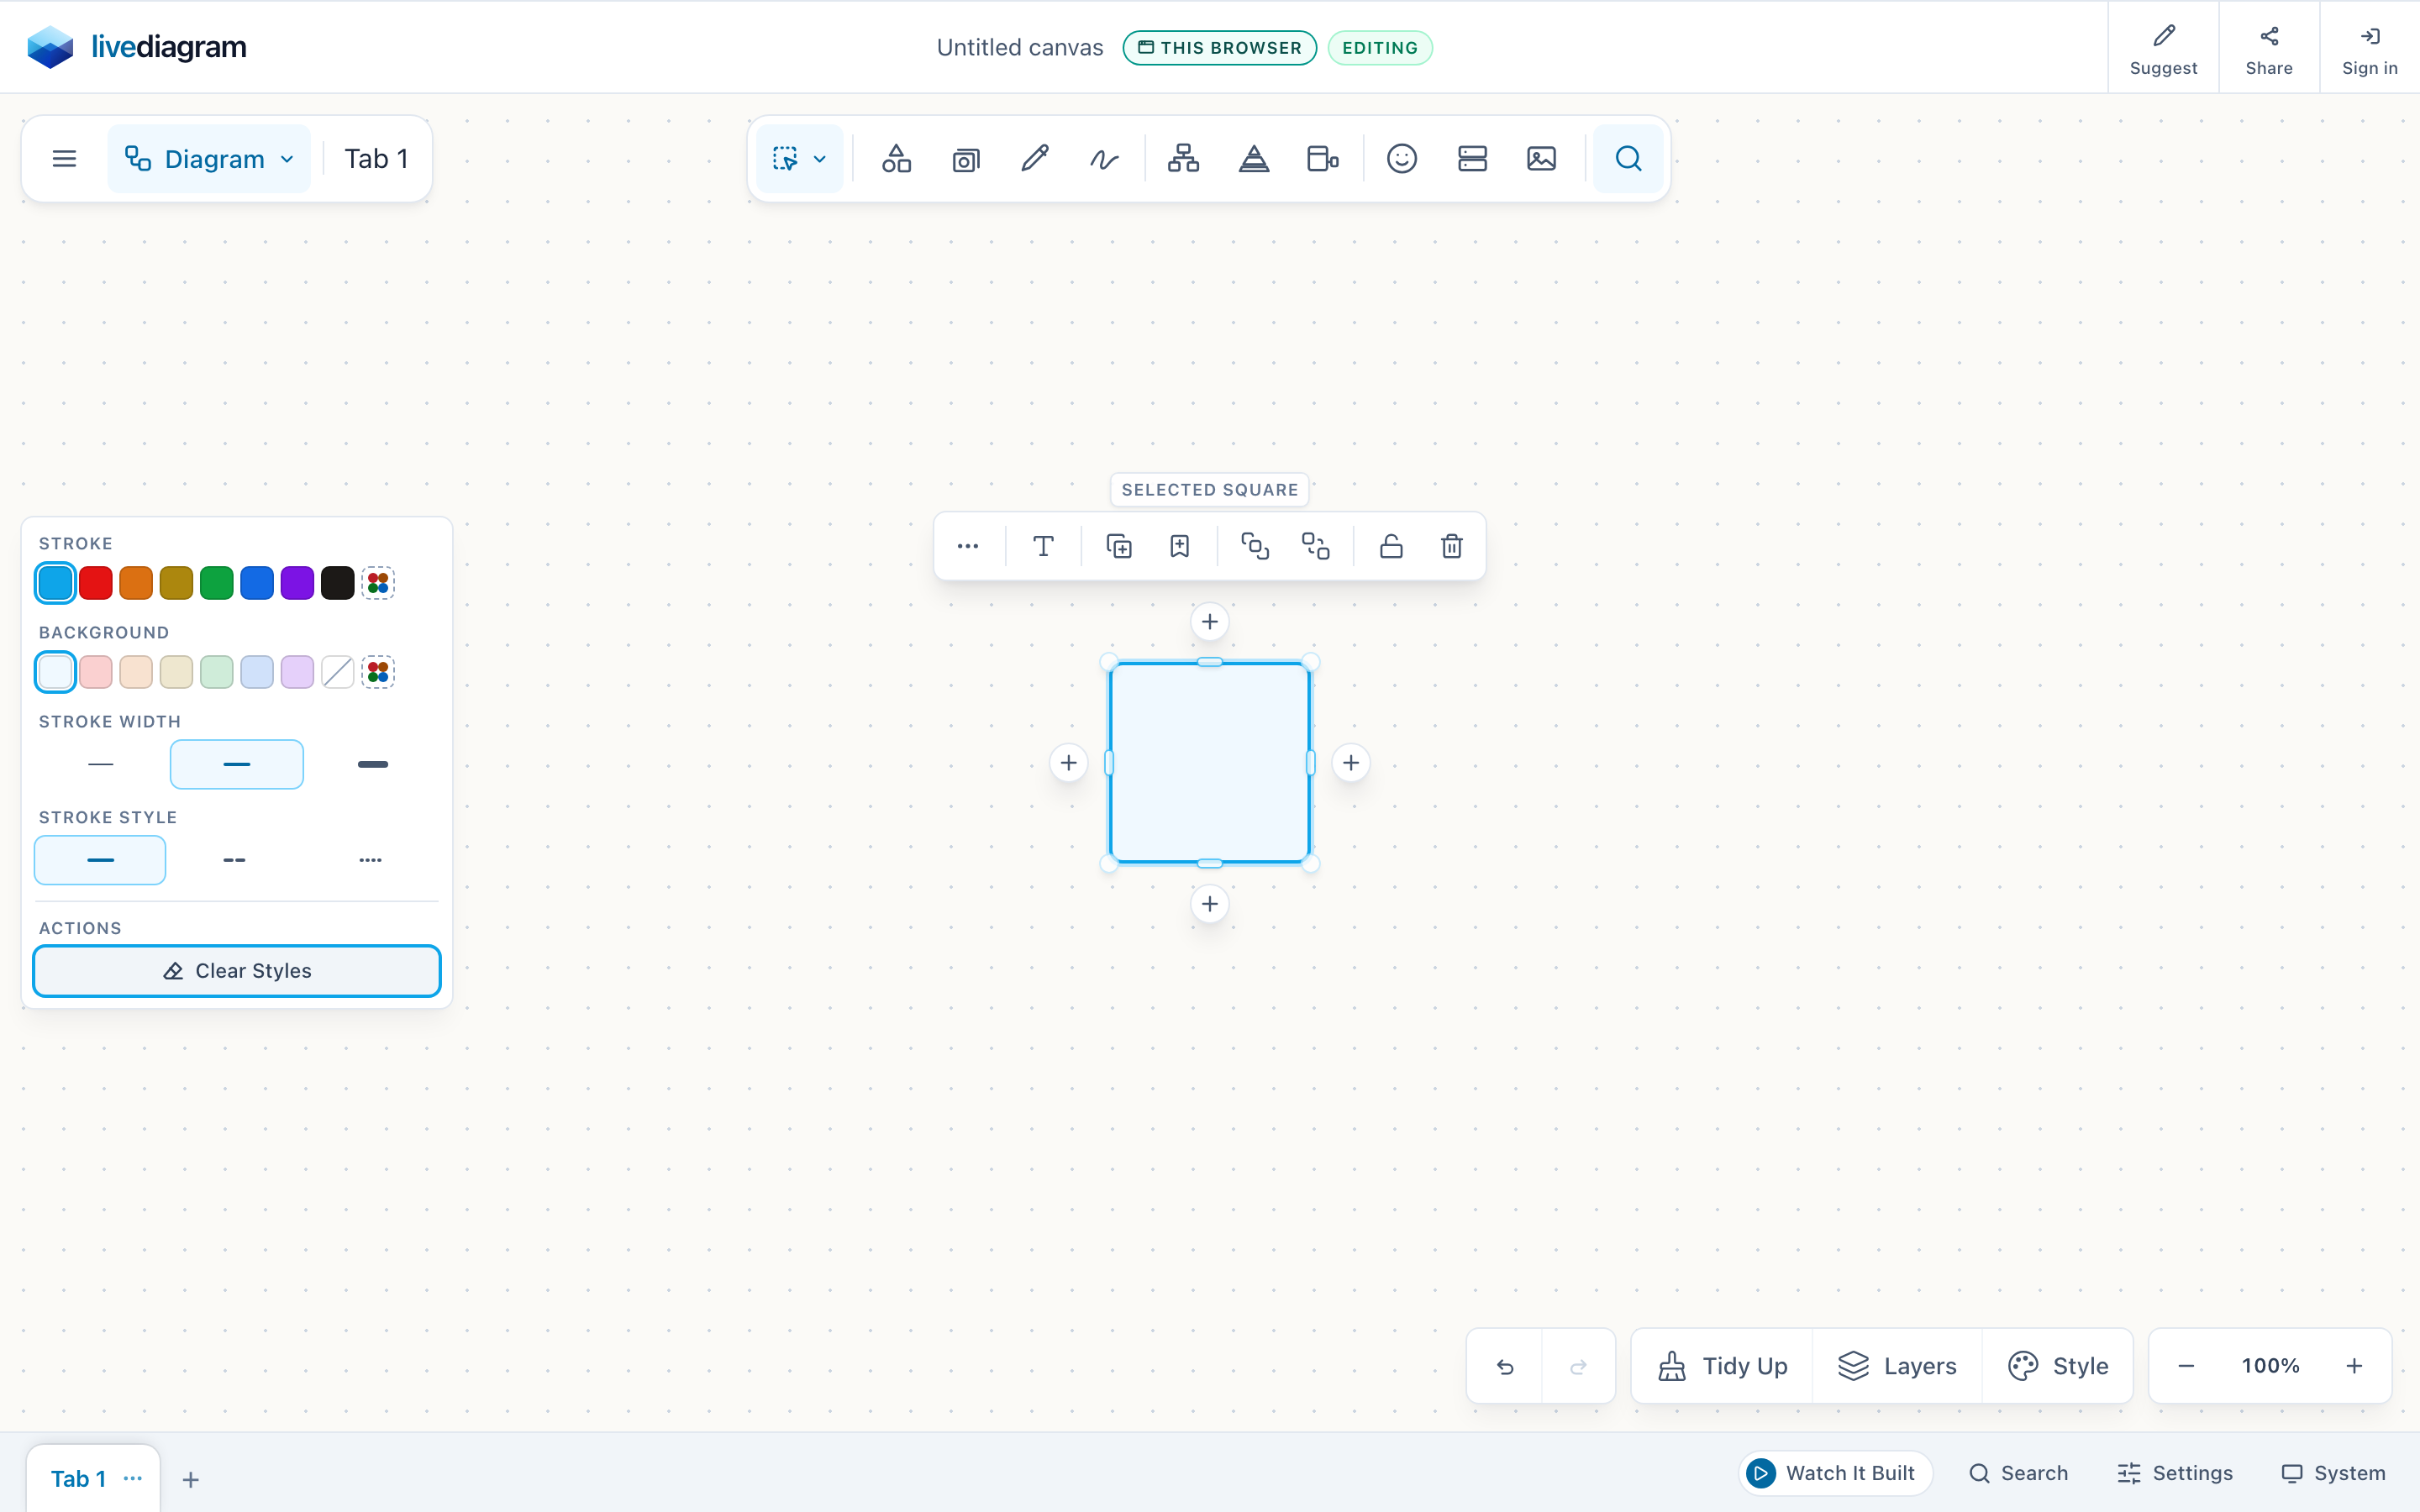 livediagram
Untitled canvas
THIS BROWSER
EDITING
Suggest
Share
Sign in
Diagram
Tab 1
SELECTED SQUARE
STROKE
BACKGROUND
STROKE WIDTH
STROKE STYLE
ACTIONS
Clear Styles
Tidy Up
Layers
Style
100%
Tab 1
Watch It Built
Search
Settings
System